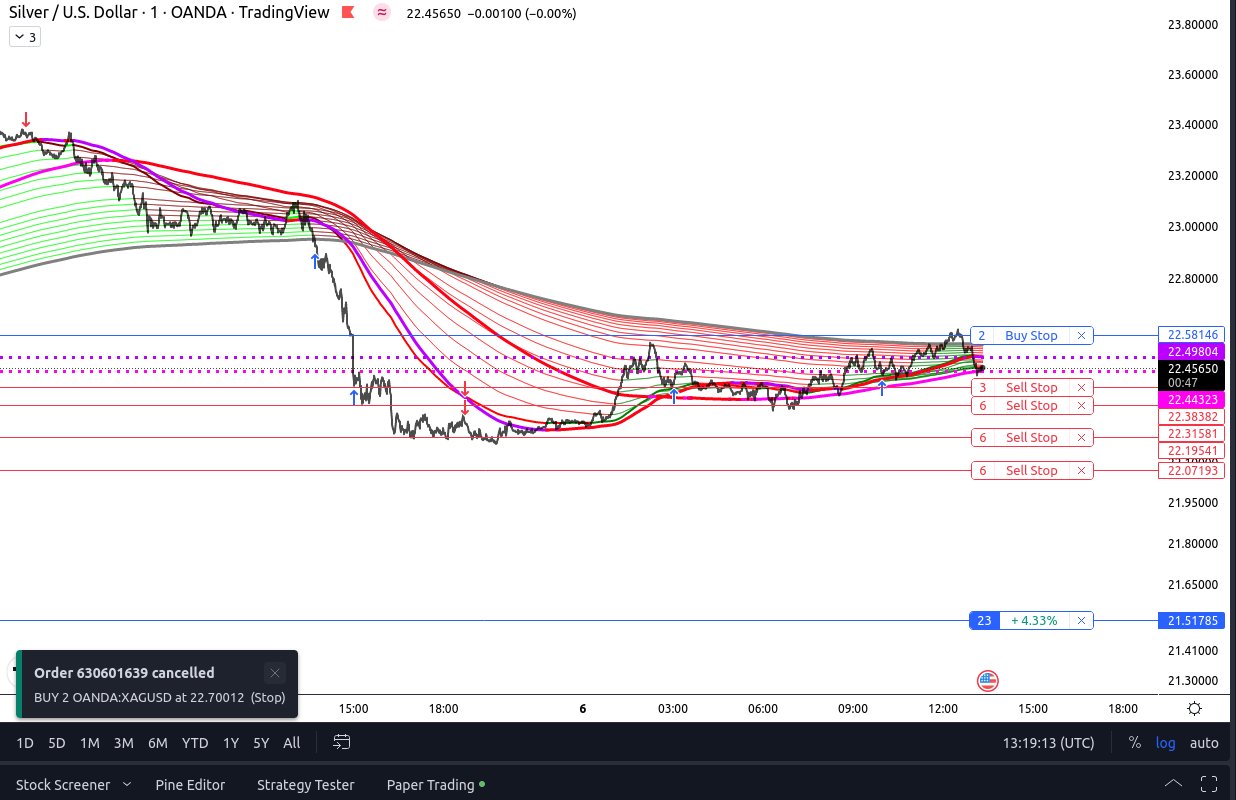 Silver / U.S. Dollar · 1 · OANDA · TradingView ≈ 22.45650 −0.00100 (−0.00%)
3
23.80000
23.60000
23.40000
23.20000
23.00000
22.80000
2 Buy Stop × 22.58146
22.49804
22.45650
00:47
3 Sell Stop ×
22.44323
6 Sell Stop ×
22.38382
22.31581
6 Sell Stop ×
22.19541
6 Sell Stop × 22.07193
21.95000
21.80000
21.65000
23 +4.33% × 21.51785
21.41000
21.30000
Order 630601639 cancelled ×
BUY 2 OANDA:XAGUSD at 22.70012 (Stop)
15:00 18:00 6 03:00 06:00 09:00 12:00 15:00 18:00
1D 5D 1M 3M 6M YTD 1Y 5Y All 13:19:13 (UTC) % log auto
Stock Screener Pine Editor Strategy Tester Paper Trading